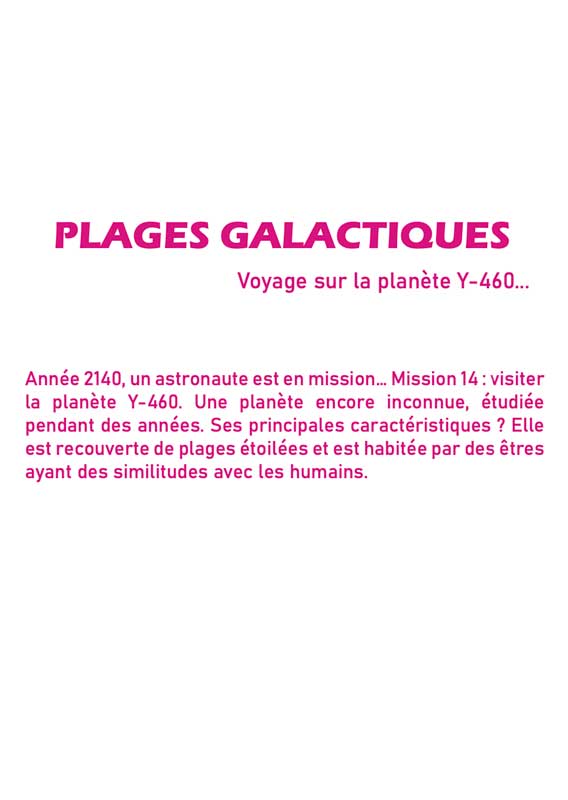 PLAGES GALACTIQUES
Voyage sur la planète Y-460...
Année 2140, un astronaute est en mission... Mission 14 : visiter
la planète Y-460. Une planète encore inconnue, étudiée
pendant des années. Ses principales caractéristiques ? Elle
est recouverte de plages étoilées et est habitée par des êtres
ayant des similitudes avec les humains.